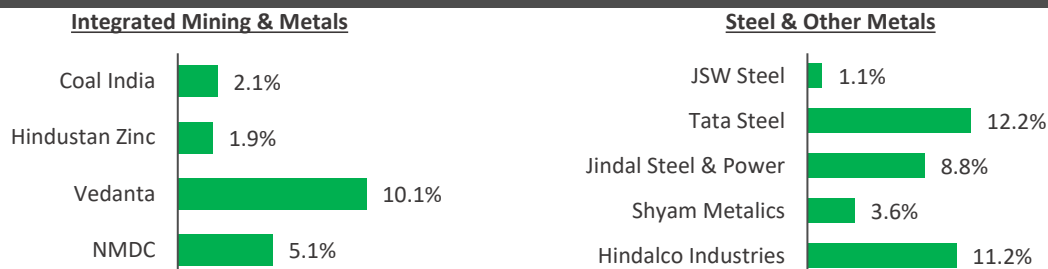 Integrated Mining & Metals
Coal India 2.1%
Hindustan Zinc 1.9%
Vedanta 10.1%
NMDC 5.1%
Steel & Other Metals
JSW Steel 1.1%
Tata Steel 12.2%
Jindal Steel & Power 8.8%
Shyam Metalics 3.6%
Hindalco Industries 11.2%